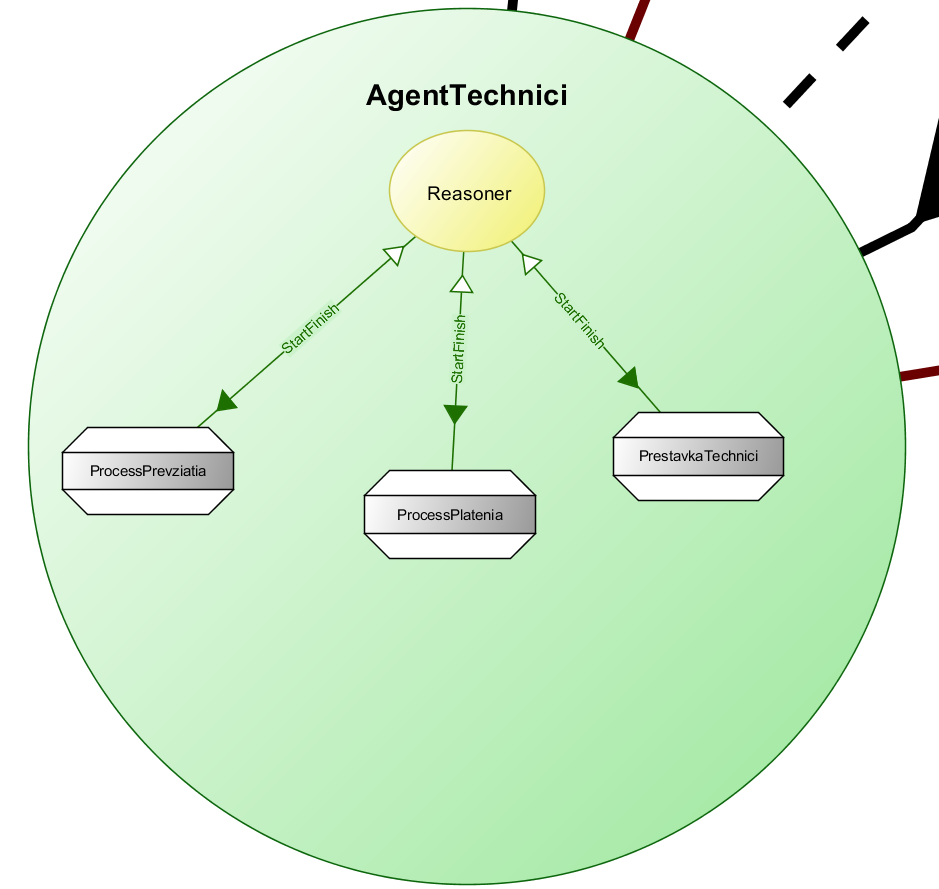 AgentTechnici
Reasoner
StartFinish
StartFinish
StartFinish
ProcessPrevziatia
ProcessPlatenia
PrestavkaTechnici